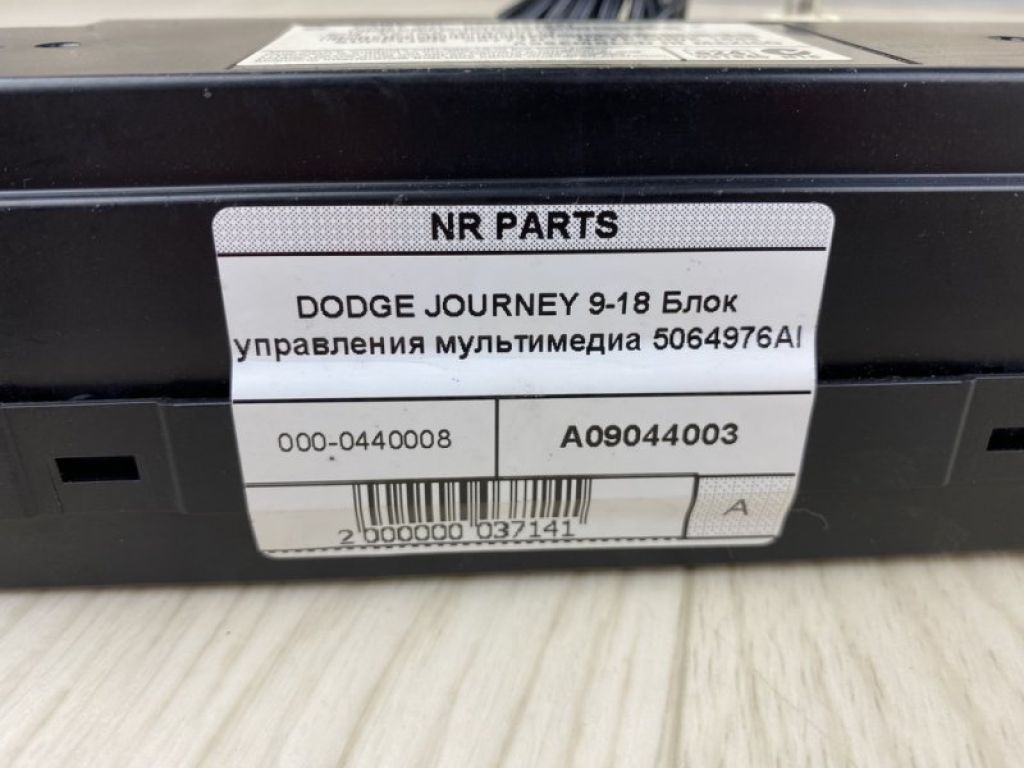 NR PARTS
DODGE JOURNEY 9-18 Блок
управления мультимедиа 5064976AI
000-0440008
A09044003
A
2 000000 037141